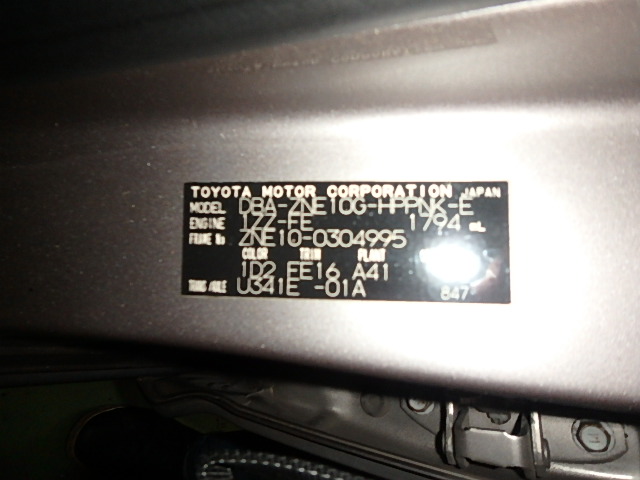 TOYOTA MOTOR CORPORATION JAPAN
MODEL DBA-ZNE10G-HPPNK-E
ENGINE 1ZZ-FE 1794 mL
FRAME No. ZNE10-0304995
COLOR TRIM PLANT
1D2 FE16 A41
TRANS/AXLE U341E -01A 847